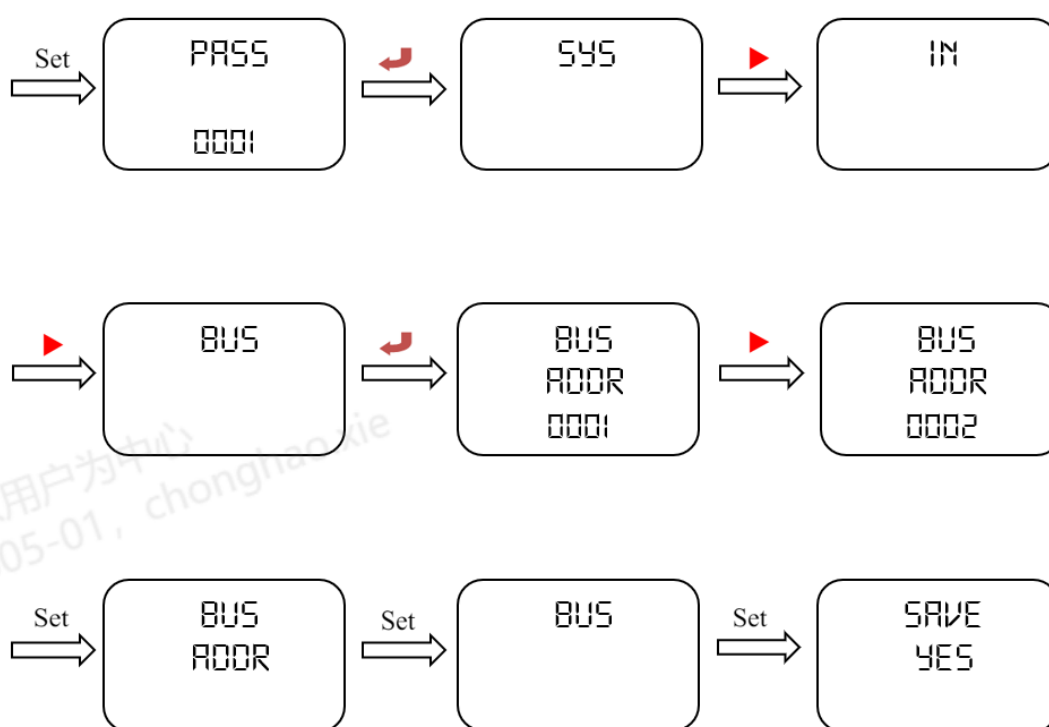 Set
PASS
0001
SYS
IN
BUS
BUS
ADDR
0001
BUS
ADDR
0002
用户为中心
05-01, chonghao.xie
Set
BUS
ADDR
Set
BUS
Set
SAVE
YES